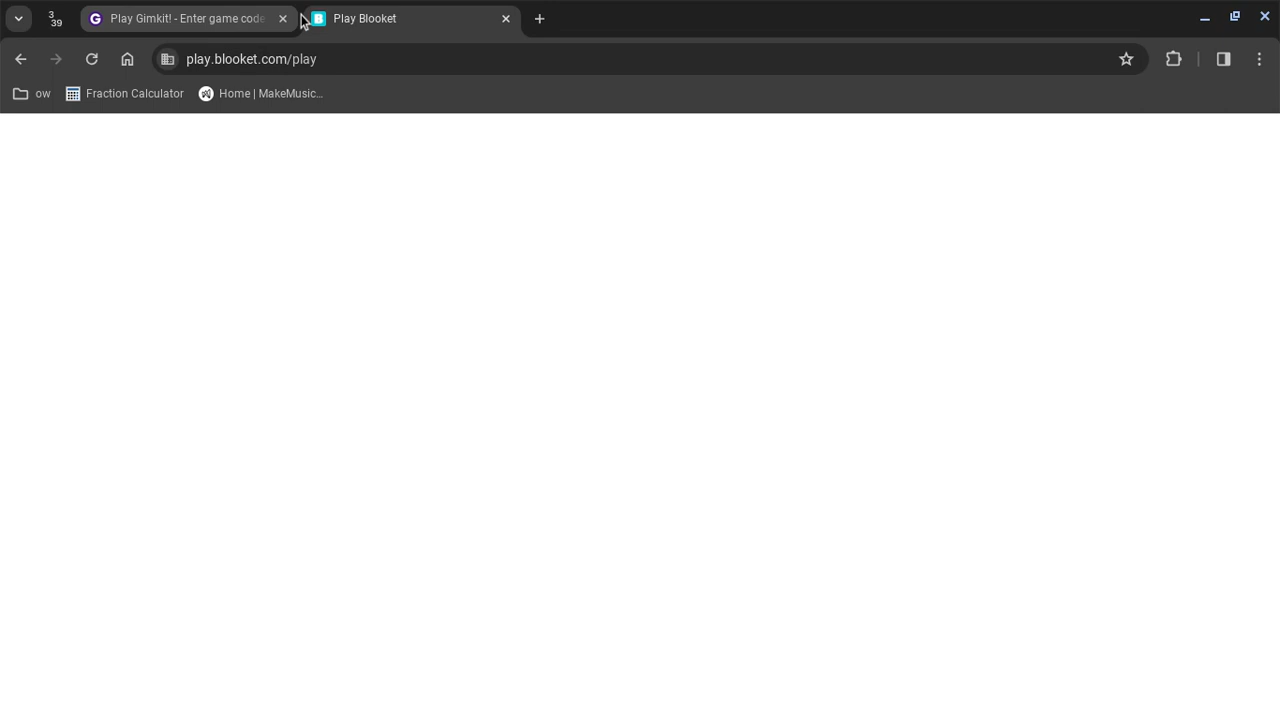 3
39
Play Gimkit! - Enter game code
Play Blooket
play.blooket.com/play
ow
Fraction Calculator
Home | MakeMusic...